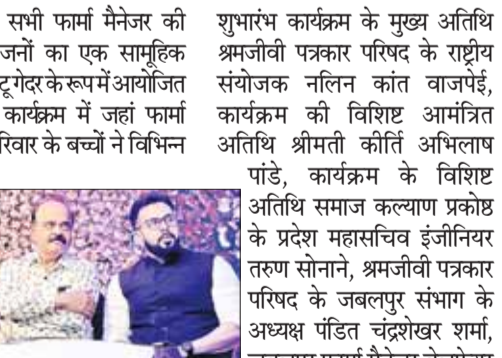 सभी फार्मा मैनेजर की
जनों का एक सामूहिक
टूगेदर के रूप में आयोजित
कार्यक्रम में जहां फार्मा
रिवार के बच्चों ने विभिन्न
शुभारंभ कार्यक्रम के मुख्य अतिथि
श्रमजीवी पत्रकार परिषद के राष्ट्रीय
संयोजक नलिन कांत वाजपेई,
कार्यक्रम की विशिष्ट आमंत्रित
अतिथि श्रीमती कीर्ति अभिलाष
पांडे, कार्यक्रम के विशिष्ट
अतिथि समाज कल्याण प्रकोष्ठ
के प्रदेश महासचिव इंजीनियर
तरुण सोनाने, श्रमजीवी पत्रकार
परिषद के जबलपुर संभाग के
अध्यक्ष पंडित चंद्रशेखर शर्मा,